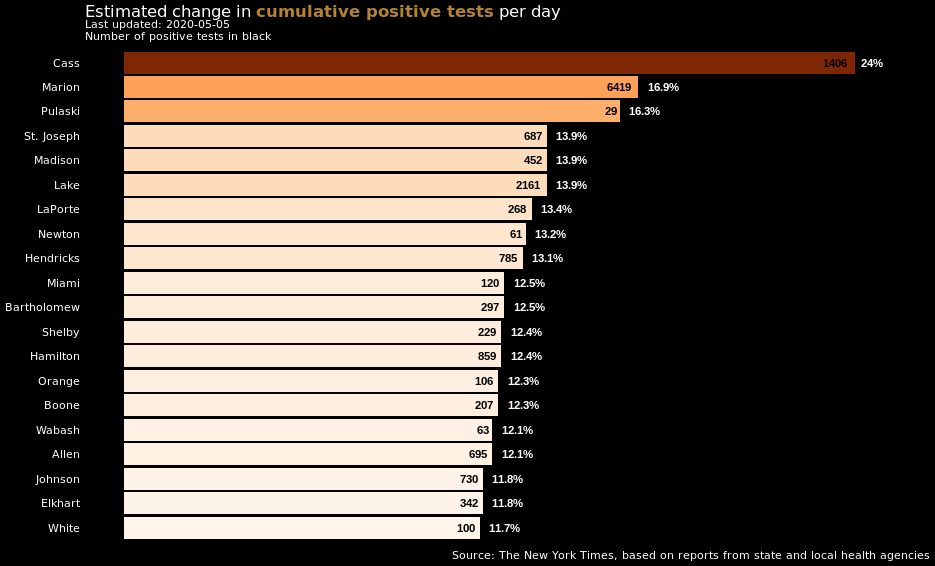 Estimated change in cumulative positive tests per day
Last updated: 2020-05-05
Number of positive tests in black
Cass 1406 24%
Marion 6419 16.9%
Pulaski 29 16.3%
St. Joseph 687 13.9%
Madison 452 13.9%
Lake 2161 13.9%
LaPorte 268 13.4%
Newton 61 13.2%
Hendricks 785 13.1%
Miami 120 12.5%
Bartholomew 297 12.5%
Shelby 229 12.4%
Hamilton 859 12.4%
Orange 106 12.3%
Boone 207 12.3%
Wabash 63 12.1%
Allen 695 12.1%
Johnson 730 11.8%
Elkhart 342 11.8%
White 100 11.7%
Source: The New York Times, based on reports from state and local health agencies